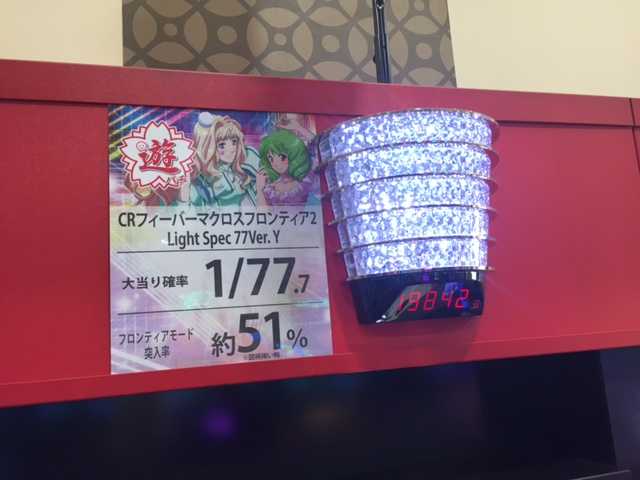 遊
CRフィーバーマクロスフロンティア2
Light Spec 77Ver. Y
大当り確率 1/77.7
フロンティアモード
突入率
約51%
19842